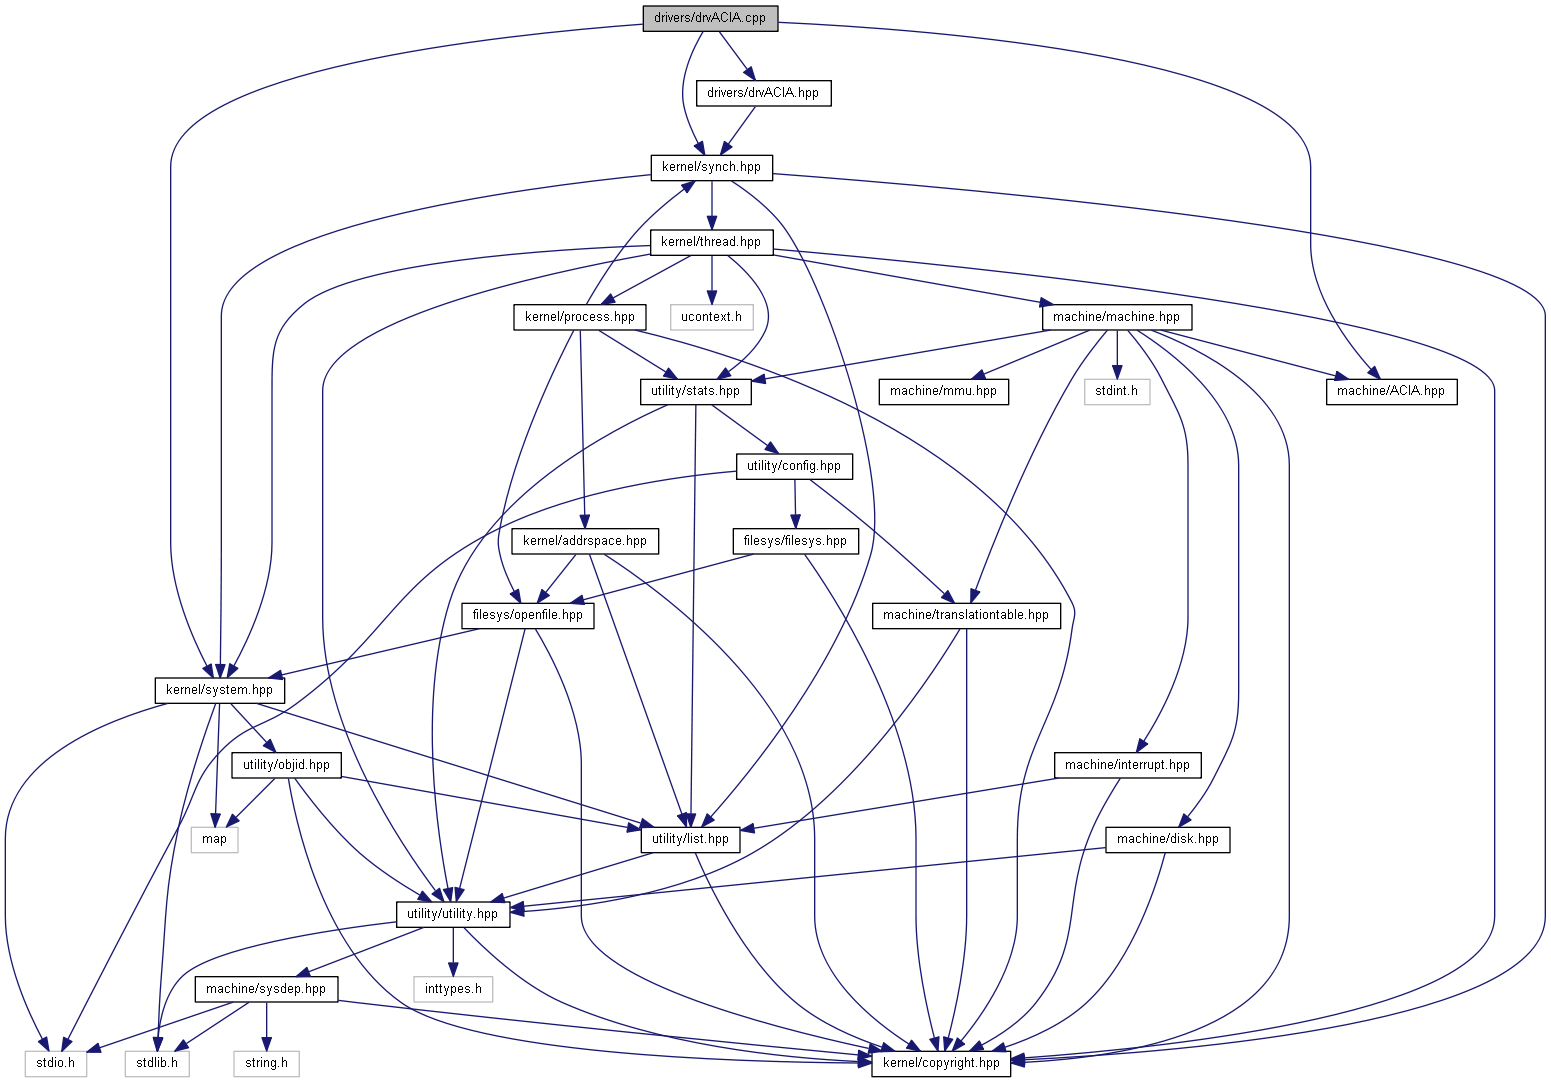 drivers/drvACIA.cpp
drivers/drvACIA.hpp
kernel/synch.hpp
kernel/thread.hpp
kernel/process.hpp
ucontext.h
machine/machine.hpp
utility/stats.hpp
machine/mmu.hpp
stdint.h
machine/ACIA.hpp
utility/config.hpp
kernel/addrspace.hpp
filesys/filesys.hpp
filesys/openfile.hpp
machine/translationtable.hpp
kernel/system.hpp
utility/objid.hpp
machine/interrupt.hpp
map
utility/list.hpp
machine/disk.hpp
utility/utility.hpp
machine/sysdep.hpp
inttypes.h
stdio.h
stdlib.h
string.h
kernel/copyright.hpp